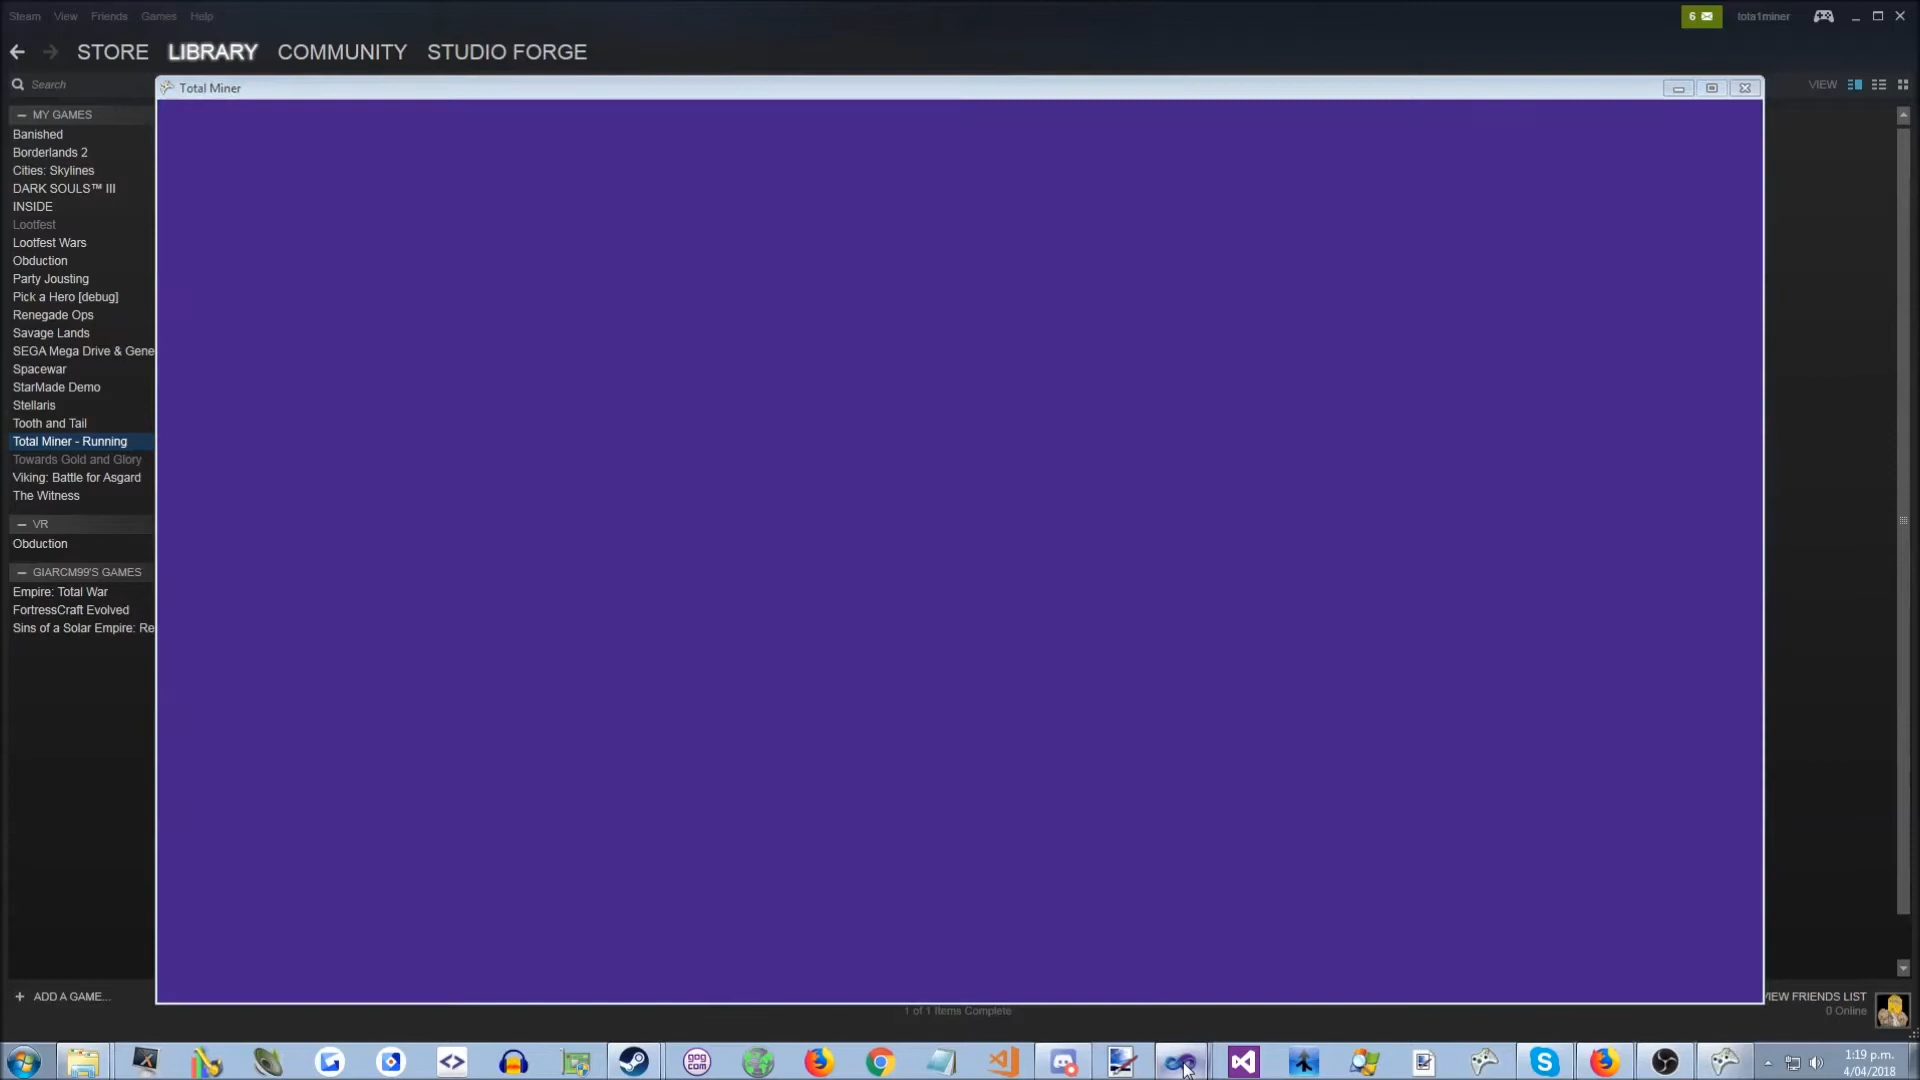 Steam View Friends Games Help
6
tota1miner
STORE LIBRARY COMMUNITY STUDIO FORGE
Search
VIEW
Total Miner
MY GAMES
Banished
Borderlands 2
Cities: Skylines
DARK SOULS™ III
INSIDE
Lootfest
Lootfest Wars
Obduction
Party Jousting
Pick a Hero [debug]
Renegade Ops
Savage Lands
SEGA Mega Drive & Gene
Spacewar
StarMade Demo
Stellaris
Tooth and Tail
Total Miner - Running
Towards Gold and Glory
Viking: Battle for Asgard
The Witness
VR
Obduction
GIARCM99'S GAMES
Empire: Total War
FortressCraft Evolved
Sins of a Solar Empire: Re
+ ADD A GAME...
1 of 1 Items Complete
IEW FRIENDS LIST
0 Online
gog
com
1:19 p.m.
4/04/2018